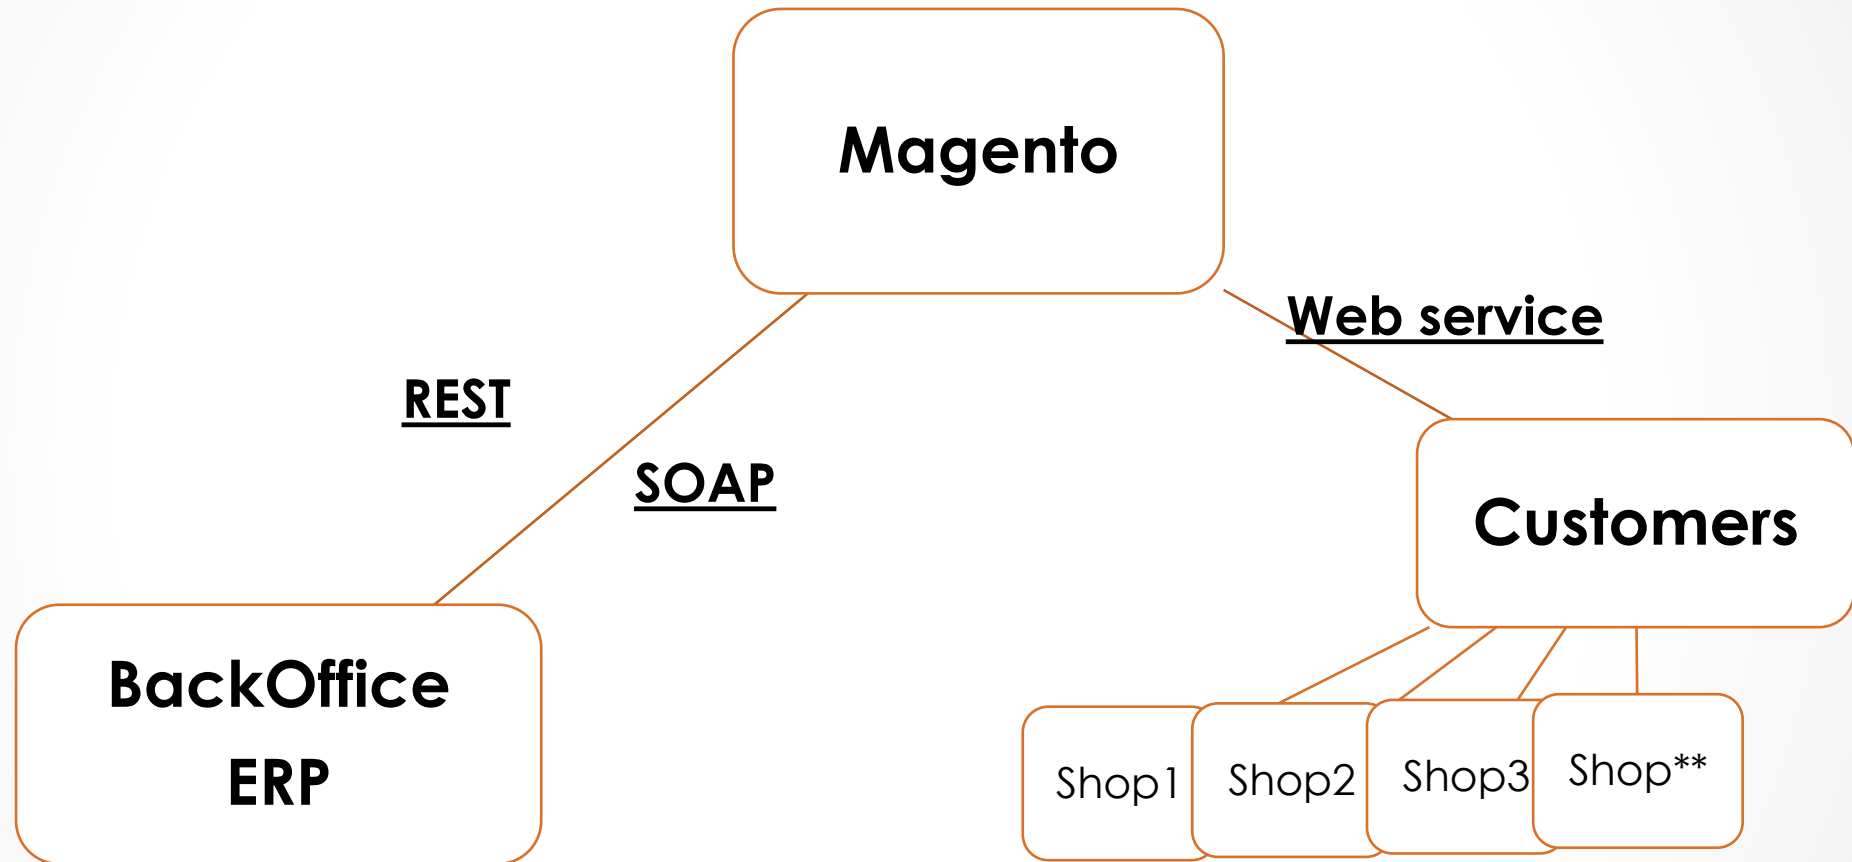 Magento
Web service
REST
SOAP
Customers
BackOffice
ERP
Shop1
Shop2
Shop3
Shop**